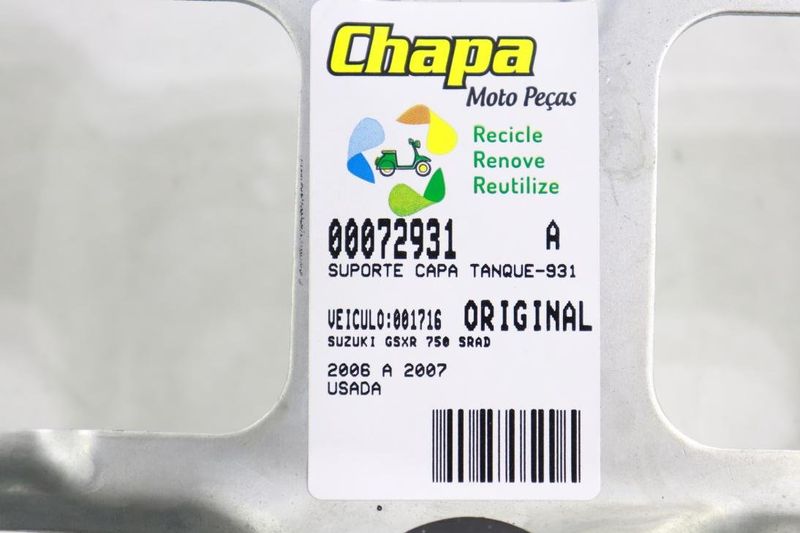 Chapa
Moto Peças
Recicle
Renove
Reutilize
00072931 A
SUPORTE CAPA TANQUE-931
VEICULO:001716 ORIGINAL
SUZUKI GSXR 750 SRAD
2006 A 2007
USADA